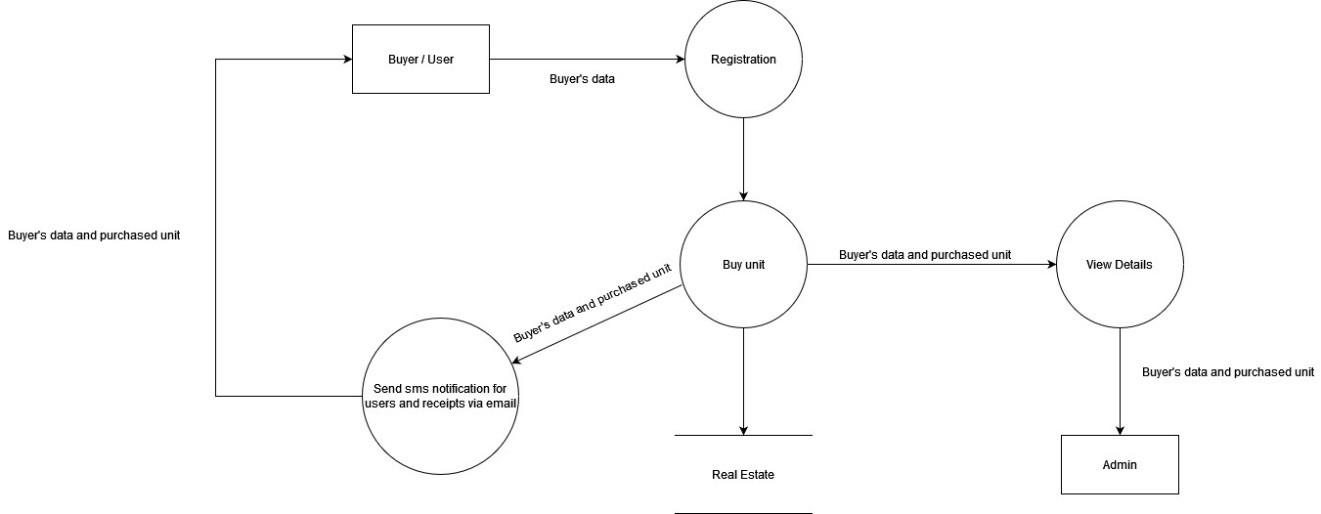 Buyer / User
Registration
Buyer's data
Buyer's data and purchased unit
Buy unit
Buyer's data and purchased unit
View Details
Buyer's data and purchased unit
Send sms notification for
users and receipts via email
Buyer's data and purchased unit
Real Estate
Admin